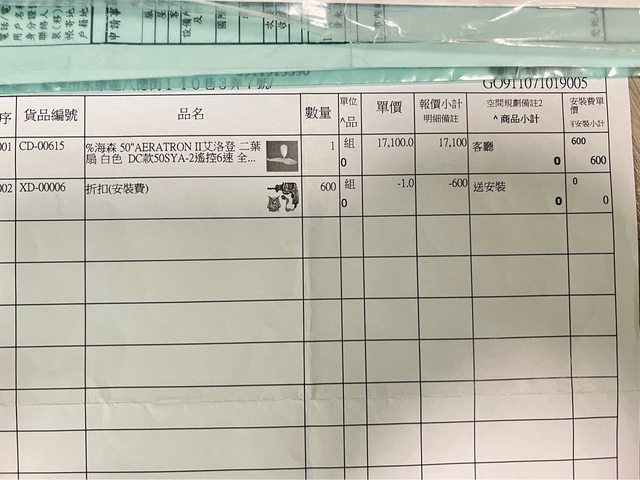 申請事
GO911071019005
序 貨品編號 品名 數量 單位 ^品 單價 報價小計 明細備註 空間規劃備註2 ^商品小計 安裝費單價 子安裝小計
001 CD-00615 %海森 50"AERATRON II艾洛登 二葉 1 組 17,100.0 17,100 客廳 600
扇 白色 DC款50SYA-2遙控6速 全... 0 0 600
002 XD-00006 折扣(安裝費) 600 組 -1.0 -600 送安裝 0
0 0 0